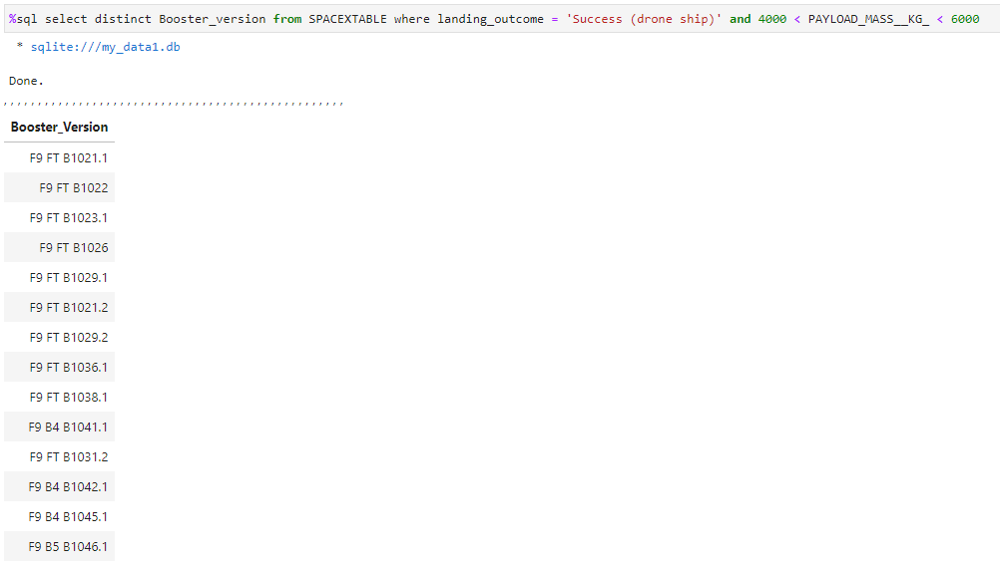 %sql select distinct Booster_version from SPACEXTABLE where landing_outcome = 'Success (drone ship)' and 4000 < PAYLOAD_MASS__KG_ < 6000
* sqlite:///my_data1.db
Done.
,,,,,,,,,,,,,,,,,,,,,,,,,,,,,,,,,,,,,,,,,,,,,,,,,,
Booster_Version
F9 FT B1021.1
F9 FT B1022
F9 FT B1023.1
F9 FT B1026
F9 FT B1029.1
F9 FT B1021.2
F9 FT B1029.2
F9 FT B1036.1
F9 FT B1038.1
F9 B4 B1041.1
F9 FT B1031.2
F9 B4 B1042.1
F9 B4 B1045.1
F9 B5 B1046.1